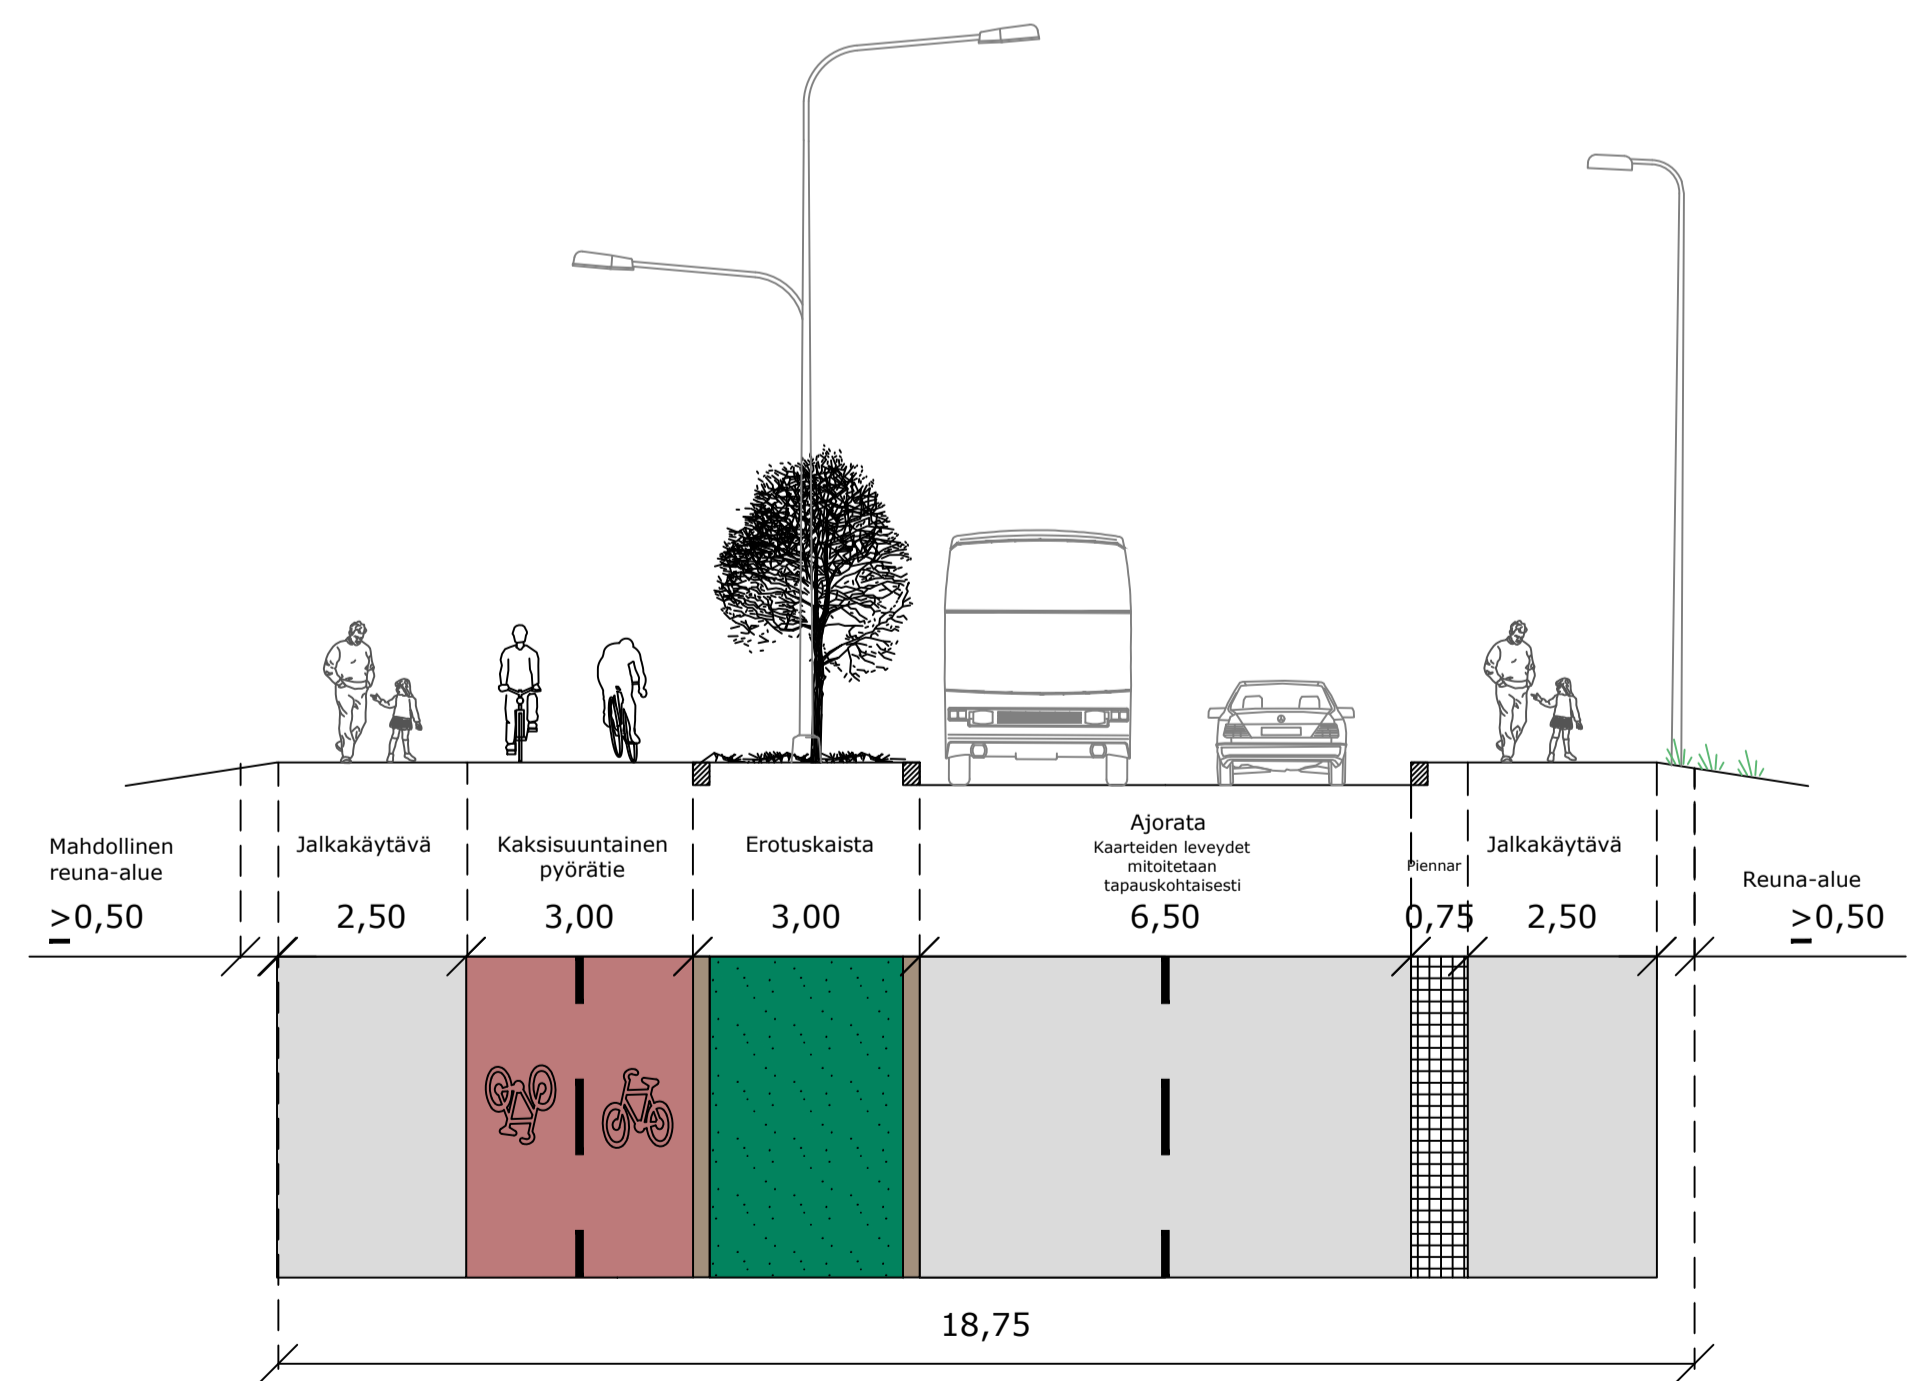 Mahdollinen
reuna-alue
≥0,50
Jalkakäytävä
2,50
Kaksisuuntainen
pyörätie
3,00
Erotuskaista
3,00
Ajorata
Kaarteiden leveydet
mitoitetaan
tapauskohtaisesti
6,50
Piennar
0,75
Jalkakäytävä
2,50
Reuna-alue
≥0,50
18,75